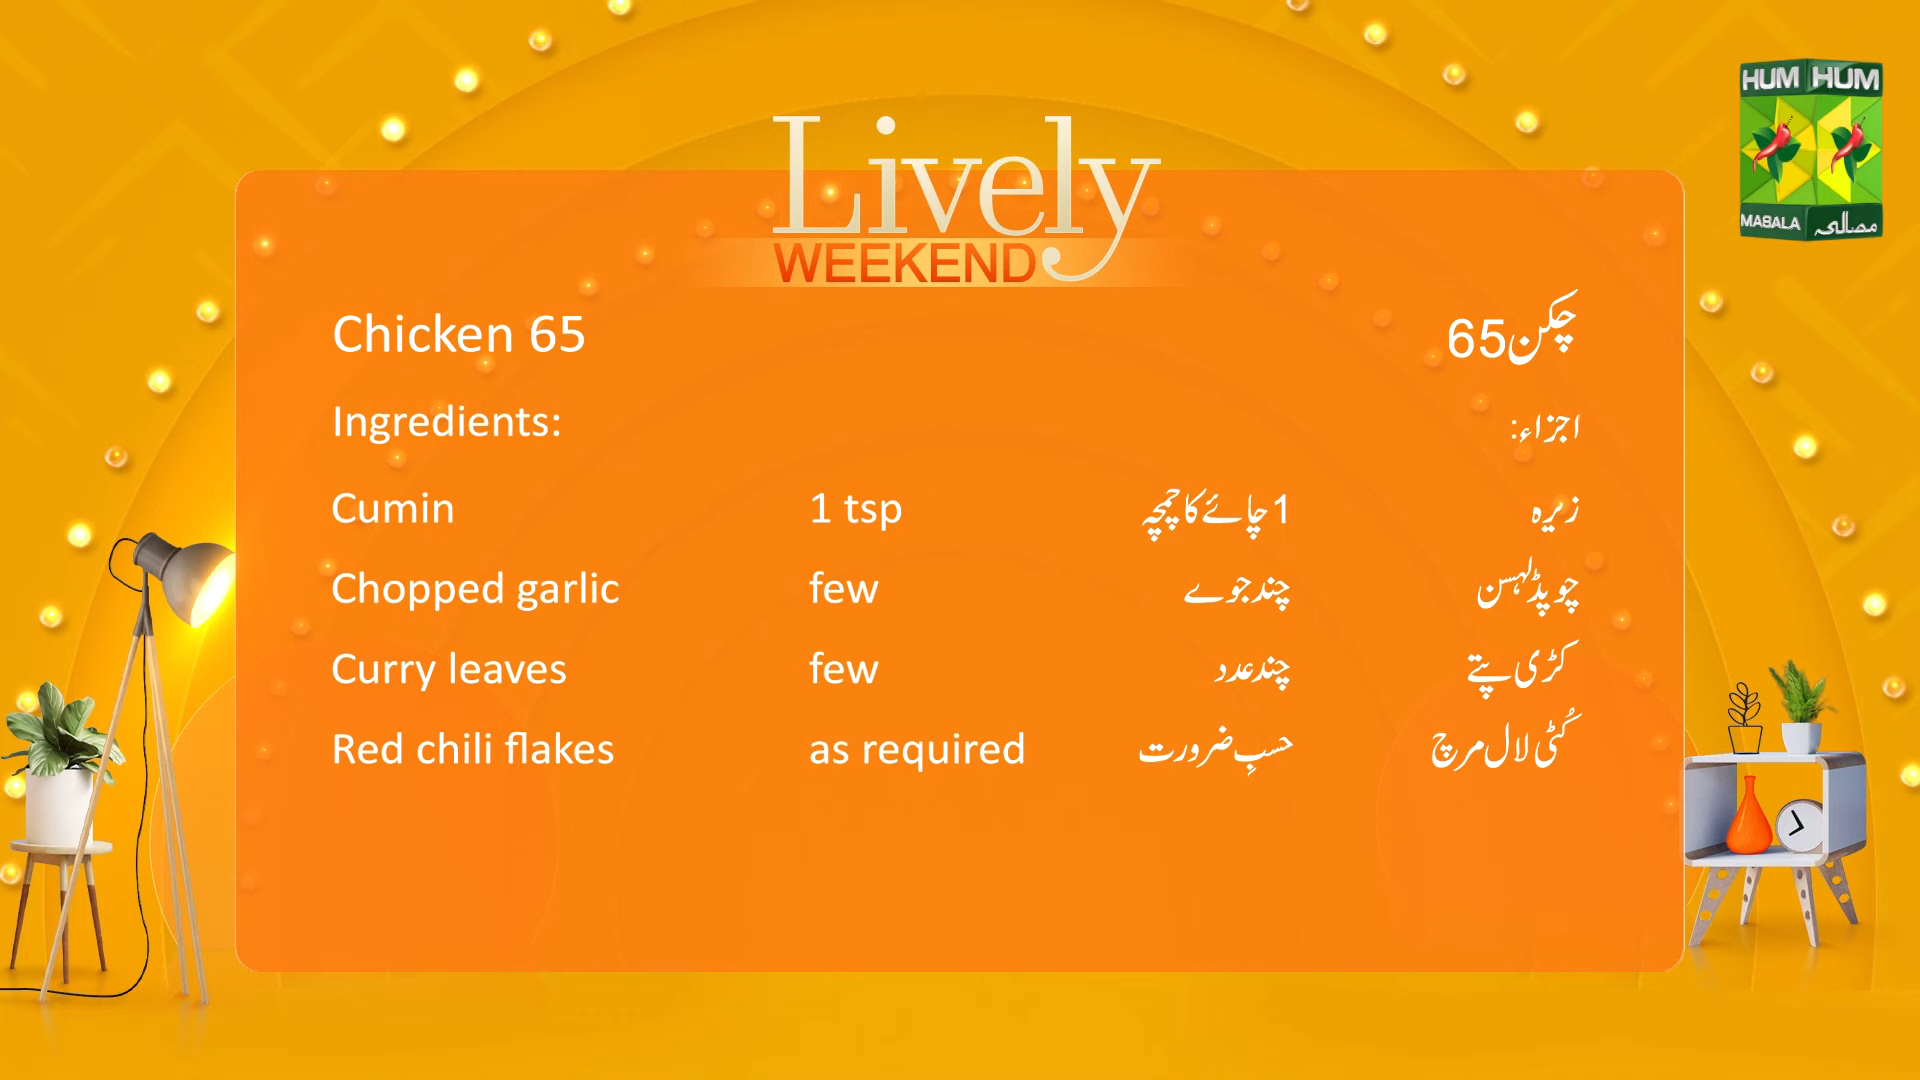 HUM HUM
MASALA مصالحہ
Lively
WEEKEND
Chicken 65 چکن 65
Ingredients: اجزاء:
Cumin 1 tsp 1 چائے کا چمچہ زیرہ
Chopped garlic few چند جوے چوپڈ لہسن
Curry leaves few چند عدد کڑی پتے
Red chili flakes as required حسبِ ضرورت کُٹی لال مرچ